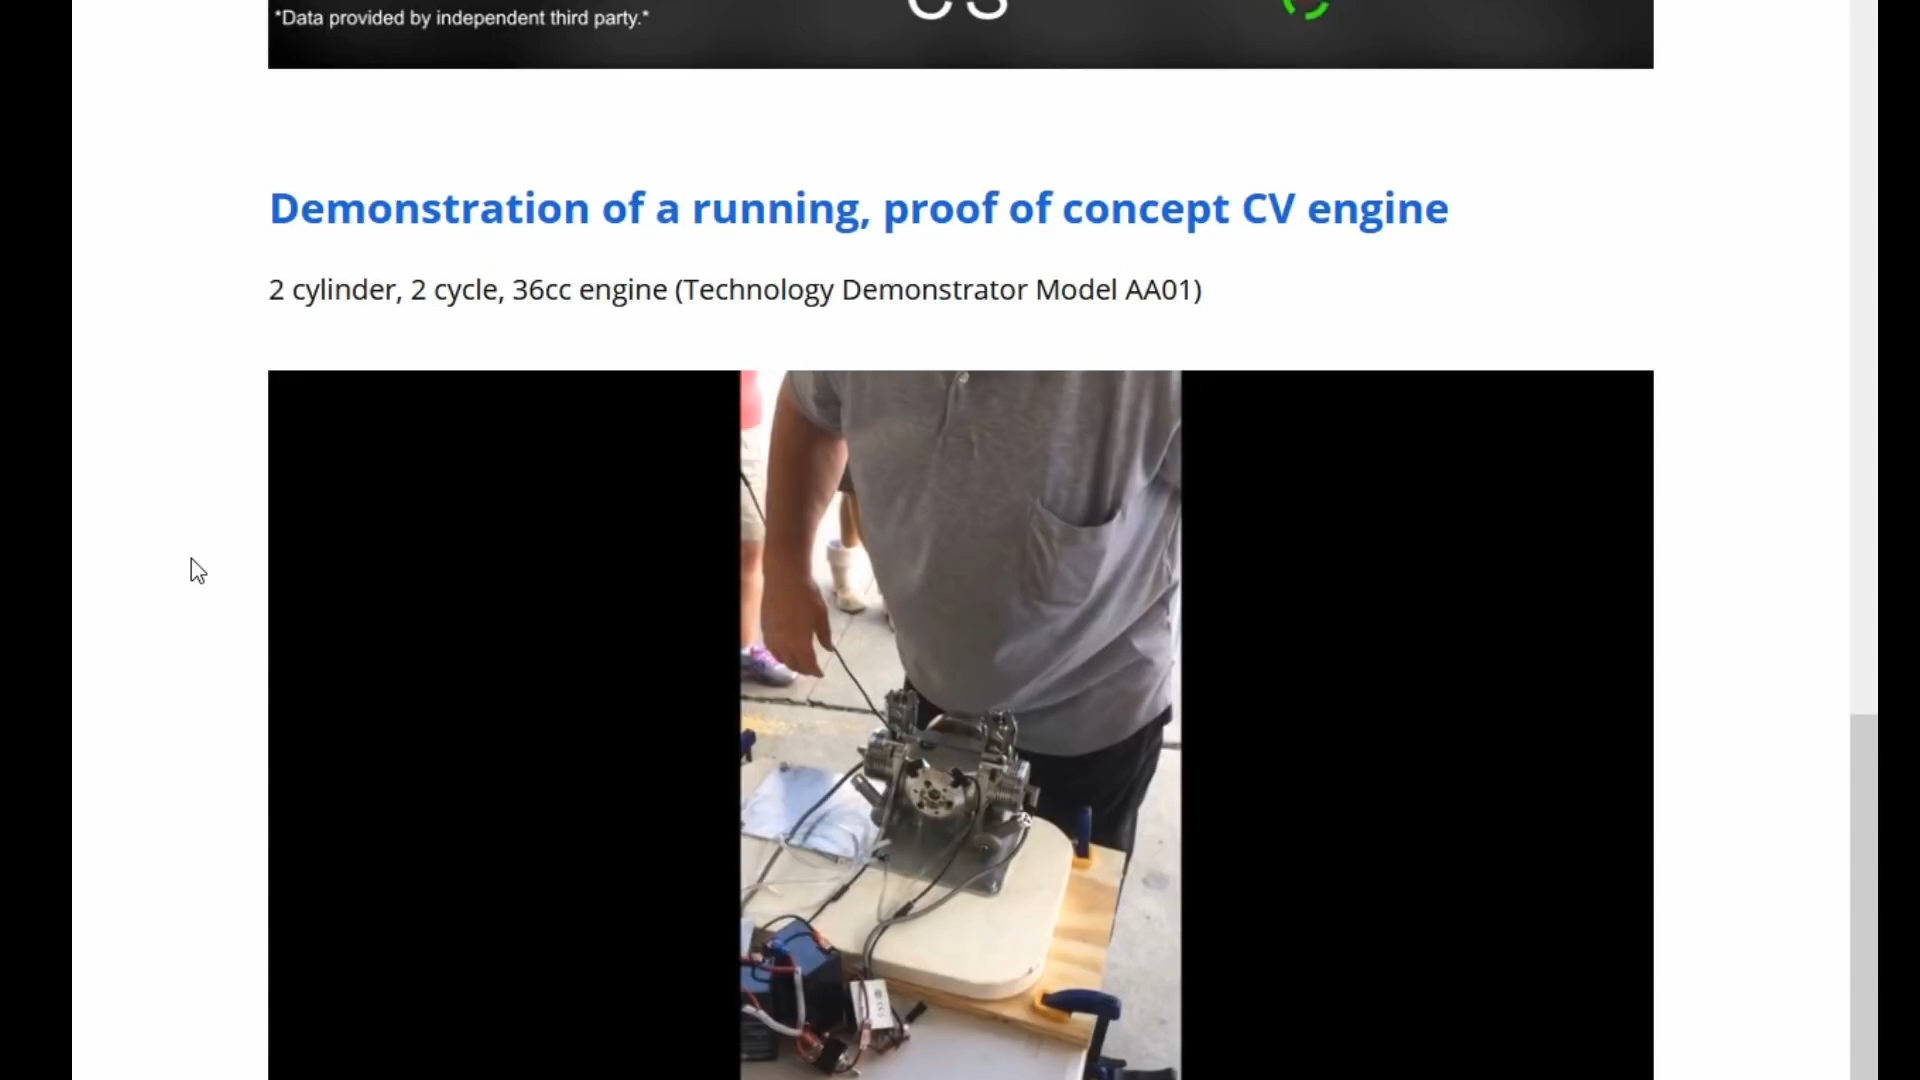 *Data provided by independent third party.*
Demonstration of a running, proof of concept CV engine
2 cylinder, 2 cycle, 36cc engine (Technology Demonstrator Model AA01)